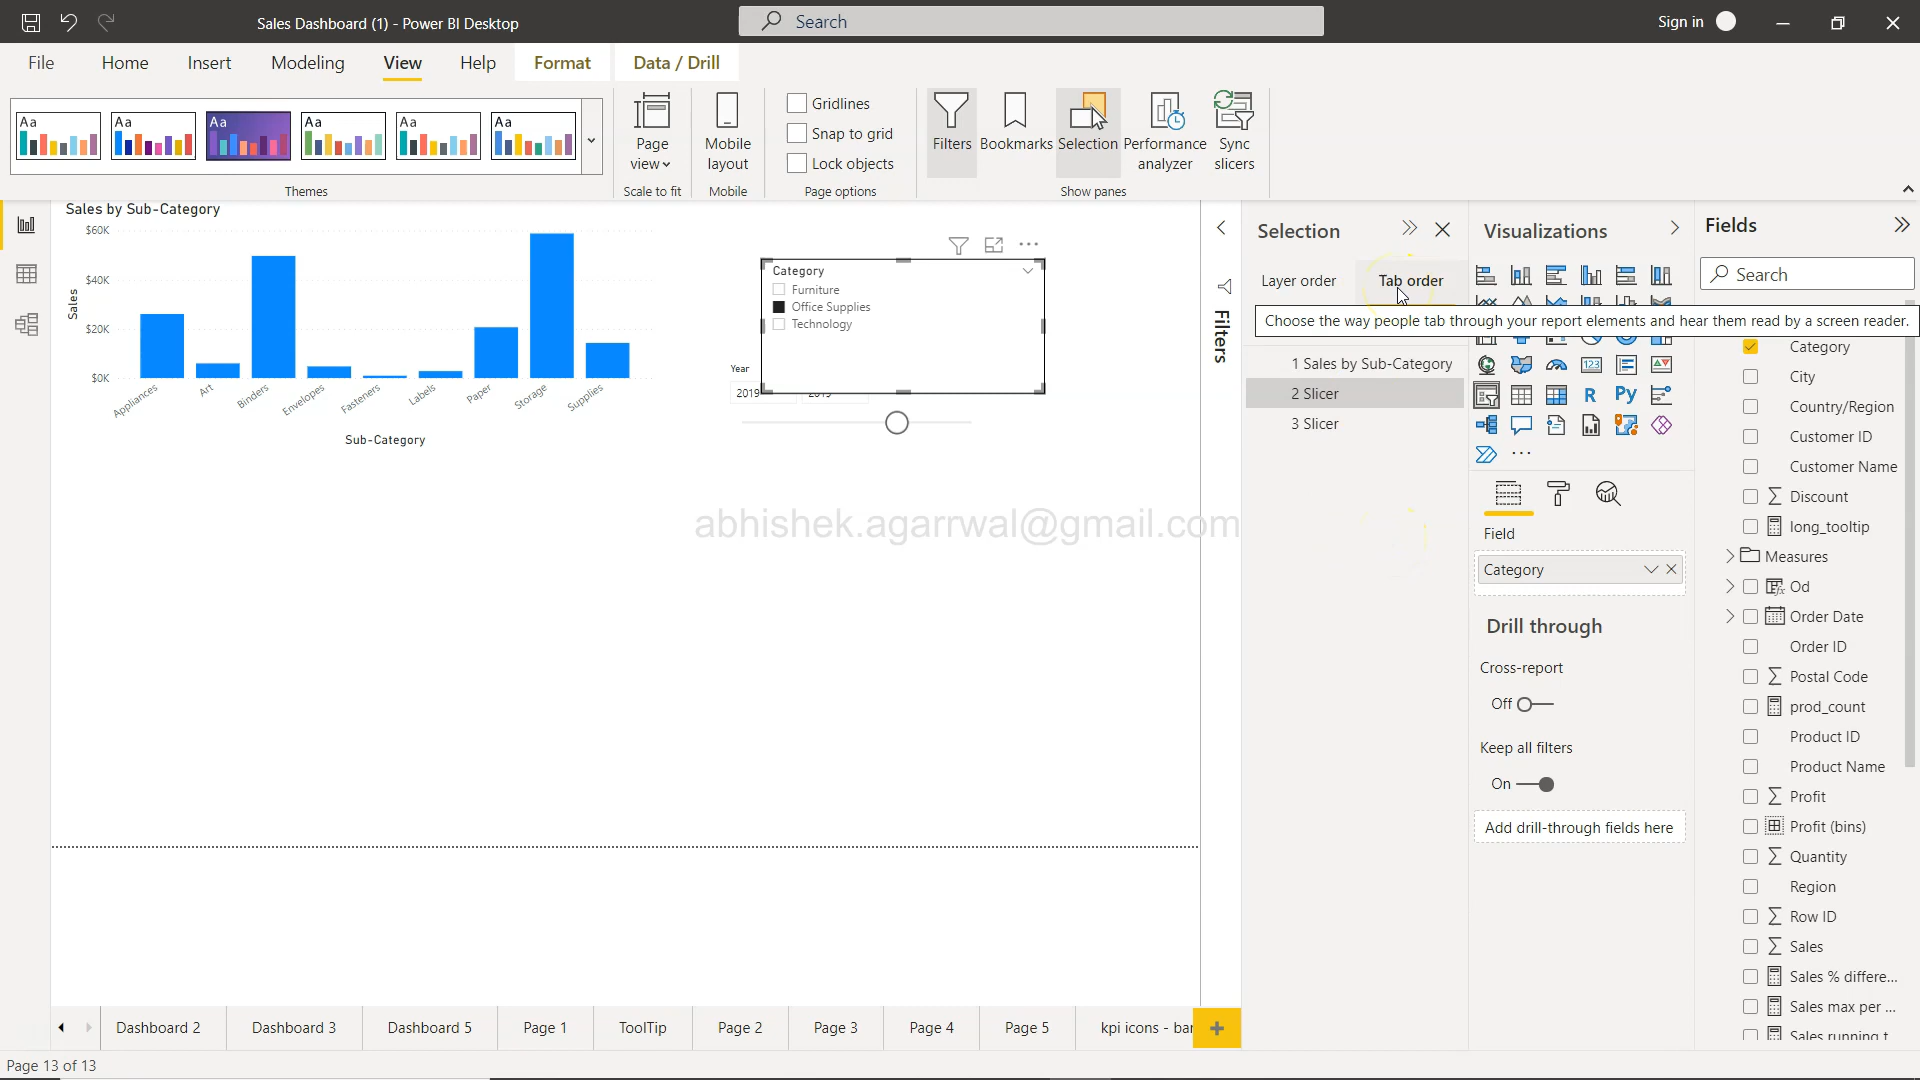 Sales Dashboard (1) - Power BI Desktop
Search
Sign in
File
Home
Insert
Modeling
View
Help
Format
Data / Drill
Aa
Aa
Aa
Aa
Aa
Aa
Themes
Page view
Scale to fit
Mobile layout
Mobile
Gridlines
Snap to grid
Lock objects
Page options
Filters
Bookmarks
Selection
Performance analyzer
Sync slicers
Show panes
Sales by Sub-Category
$60K
$40K
$20K
$0K
Sales
Appliances
Art
Binders
Envelopes
Fasteners
Labels
Paper
Storage
Supplies
Sub-Category
Category
Furniture
Office Supplies
Technology
Year
2019
2019
abhishek.agarrwal@gmail.com
Filters
Selection
Layer order
Tab order
Choose the way people tab through your report elements and hear them read by a screen reader.
1 Sales by Sub-Category
2 Slicer
3 Slicer
Visualizations
123
R
Py
Field
Category
Drill through
Cross-report
Off
Keep all filters
On
Add drill-through fields here
Fields
Search
Category
City
Country/Region
Customer ID
Customer Name
Discount
long_tooltip
Measures
Od
Order Date
Order ID
Postal Code
prod_count
Product ID
Product Name
Profit
Profit (bins)
Quantity
Region
Row ID
Sales
Sales % differe...
Sales max per ...
Sales running t
Dashboard 2
Dashboard 3
Dashboard 5
Page 1
ToolTip
Page 2
Page 3
Page 4
Page 5
kpi icons - bar
Page 13 of 13